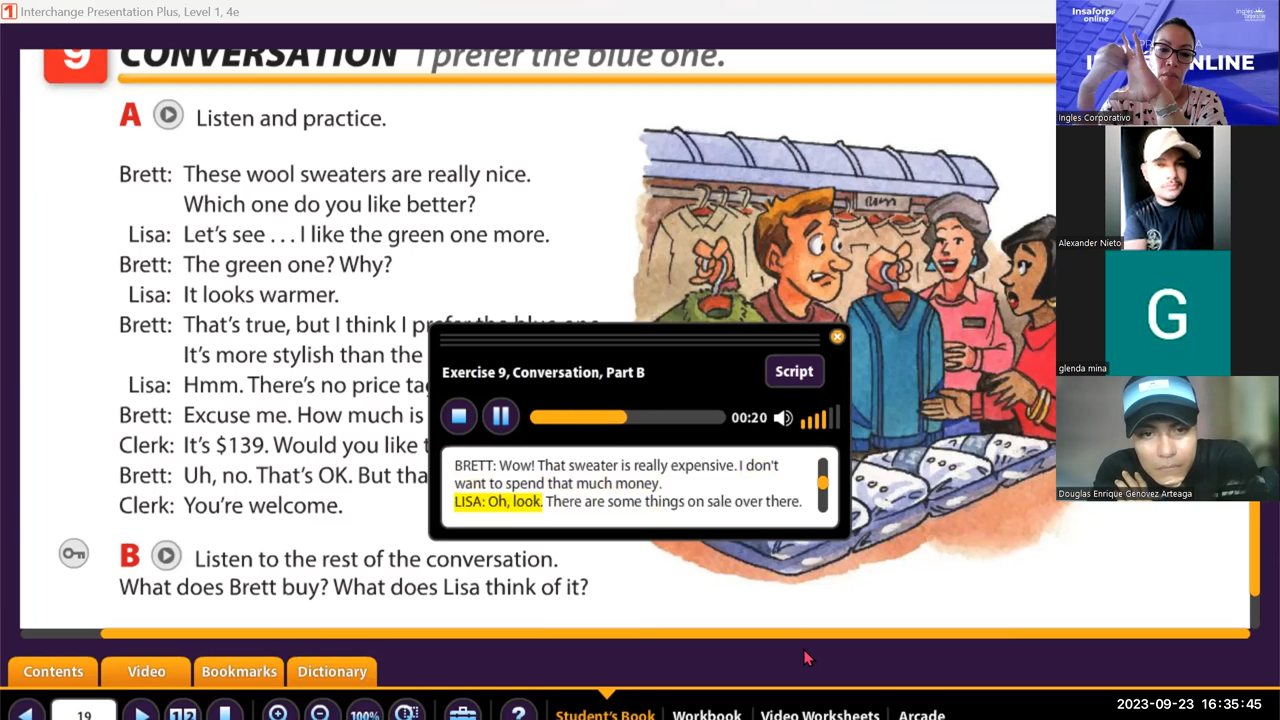 Interchange Presentation Plus, Level 1, 4e
9 CONVERSATION I prefer the blue one.
A Listen and practice.
Brett: These wool sweaters are really nice.
Which one do you like better?
Lisa: Let's see . . . I like the green one more.
Brett: The green one? Why?
Lisa: It looks warmer.
Brett: That's true, but I think I prefer the blue one.
It's more stylish than the
Lisa: Hmm. There's no price tag
Brett: Excuse me. How much is
Clerk: It's $139. Would you like t
Brett: Uh, no. That's OK. But tha
Clerk: You're welcome.
B Listen to the rest of the conversation.
What does Brett buy? What does Lisa think of it?
Exercise 9, Conversation, Part B
Script
00:20
BRETT: Wow! That sweater is really expensive. I don't
want to spend that much money.
LISA: Oh, look. There are some things on sale over there.
Contents
Video
Bookmarks
Dictionary
19
12
100%
?
Student's Book
Workbook
Video Worksheets
Arcade
Insaforp
online
ONLINE
Ingles Corporativo
Alexander Nieto
G
glenda mina
Douglas Enrique Genovez Arteaga
2023-09-23 16:35:45